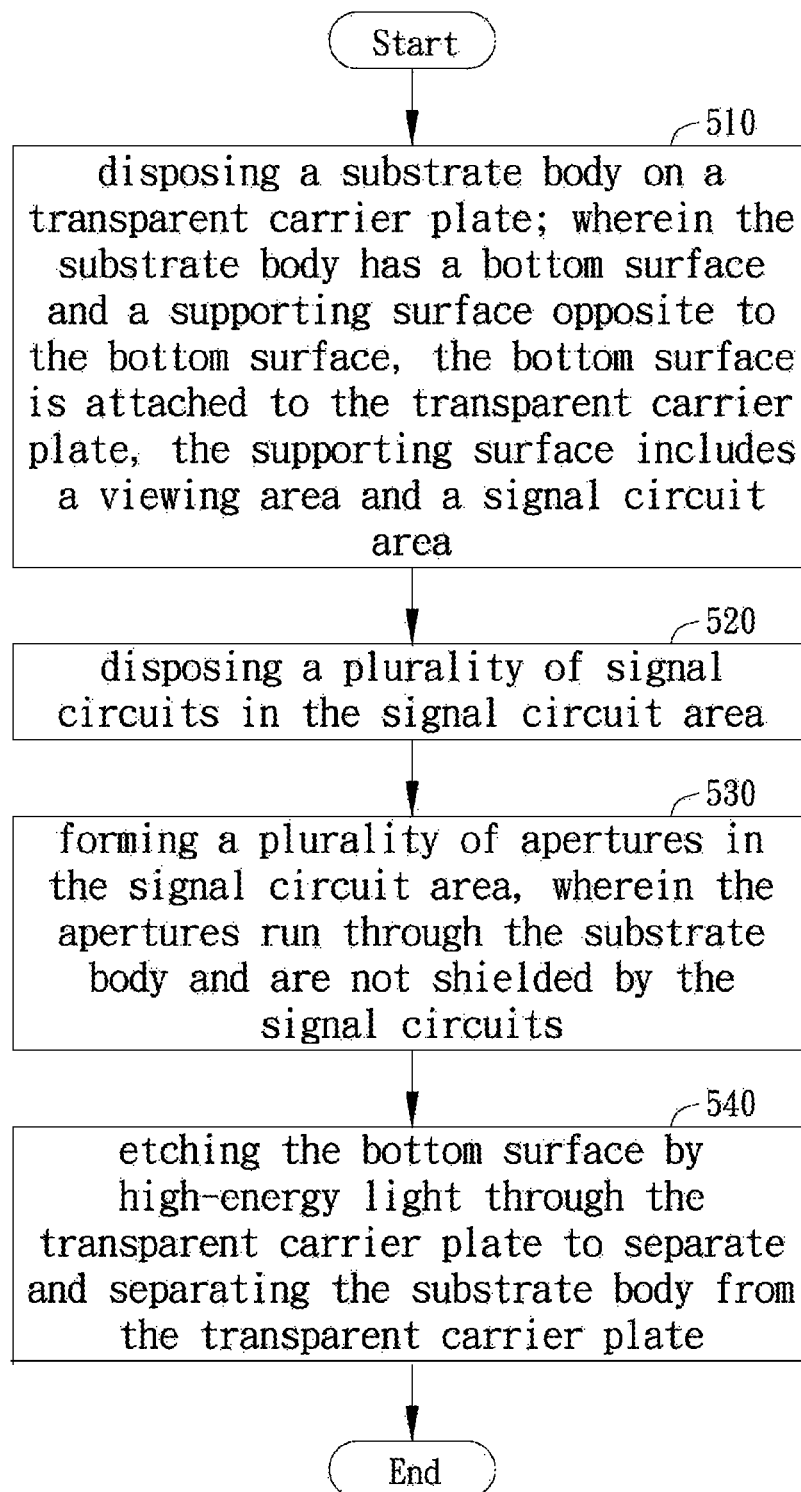 Start
510
disposing a substrate body on a
transparent carrier plate; wherein the
substrate body has a bottom surface
and a supporting surface opposite to
the bottom surface, the bottom surface
is attached to the transparent carrier
plate, the supporting surface includes
a viewing area and a signal circuit
area
520
disposing a plurality of signal
circuits in the signal circuit area
530
forming a plurality of apertures in
the signal circuit area, wherein the
apertures run through the substrate
body and are not shielded by the
signal circuits
540
etching the bottom surface by
high-energy light through the
transparent carrier plate to separate
and separating the substrate body from
the transparent carrier plate
End